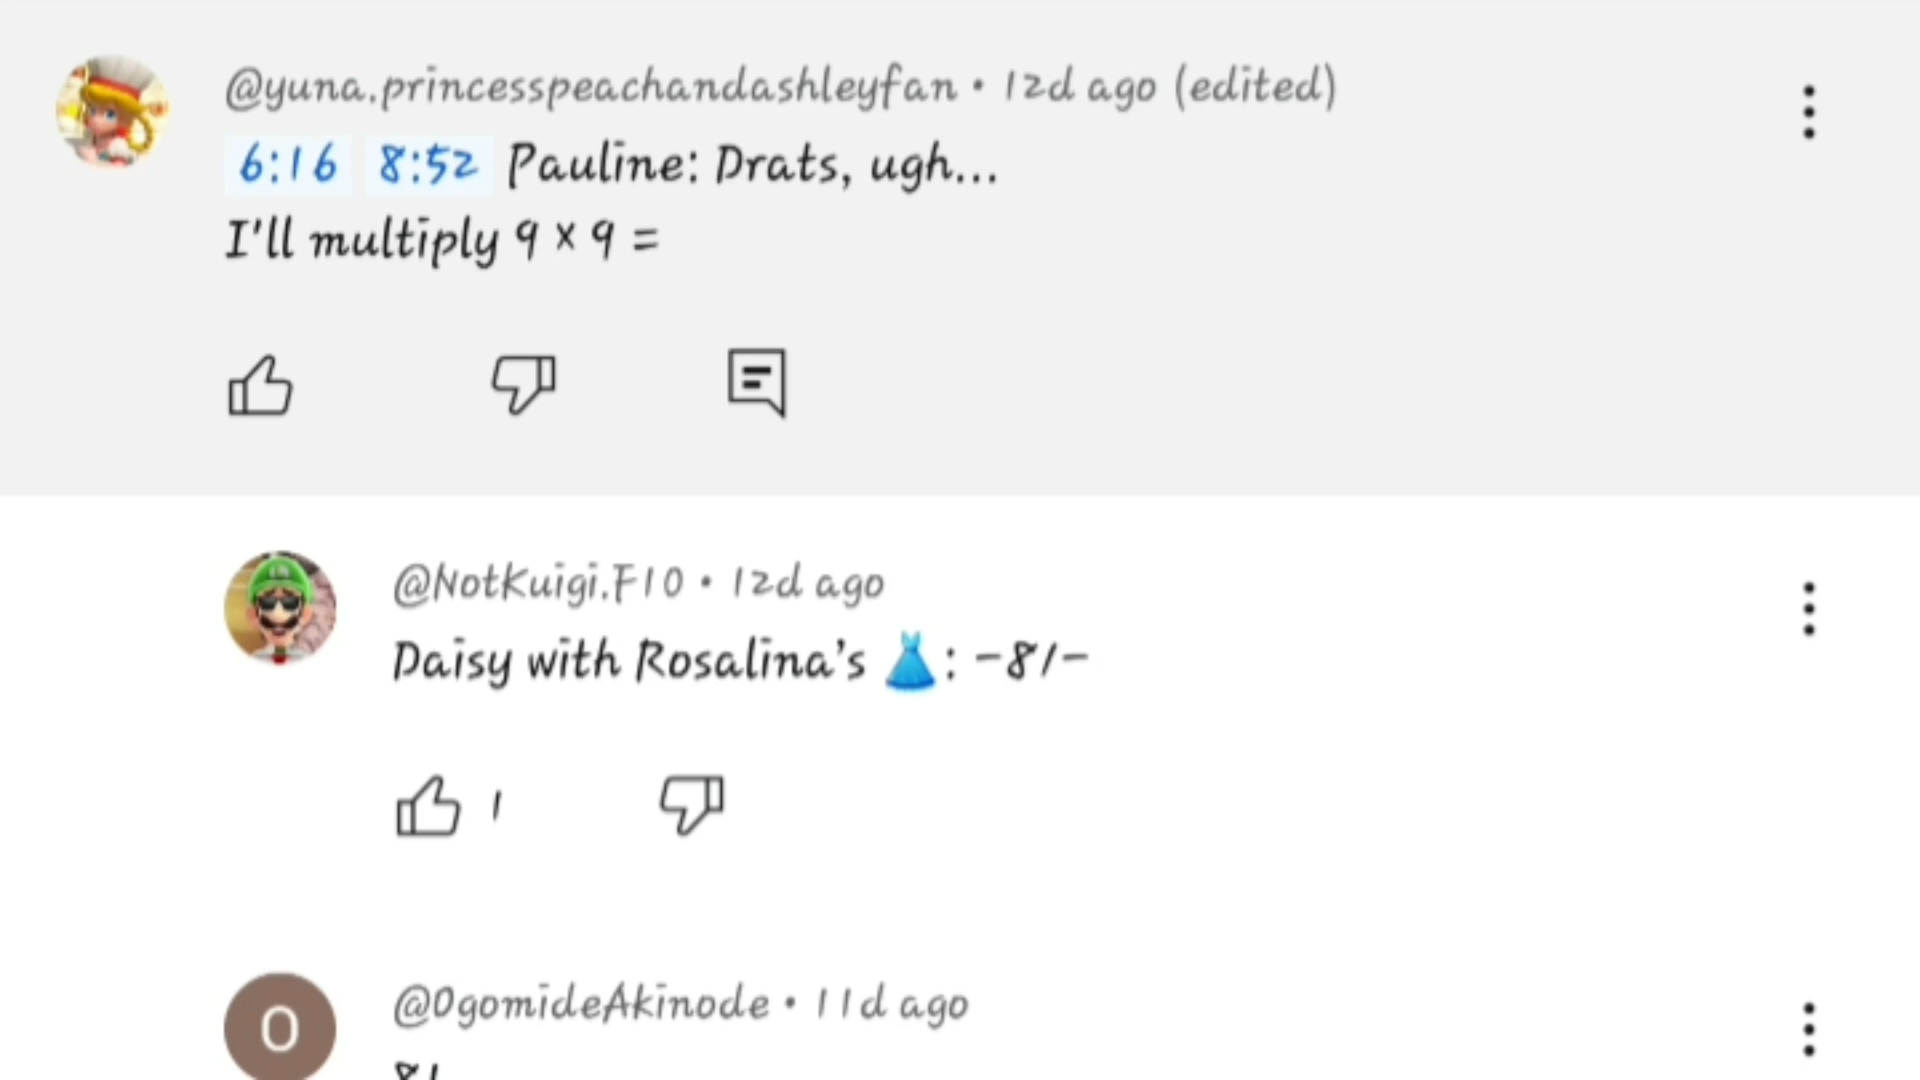 @yuna.princesspeachandashleyfan • 12d ago (edited)
6:16 8:52 Pauline: Drats, ugh...
I'll multiply 9 × 9 =
@NotKuigi.F10 • 12d ago
Daisy with Rosalina's 👗: -81-
1
O
@OgomideAkinode • 11d ago
81